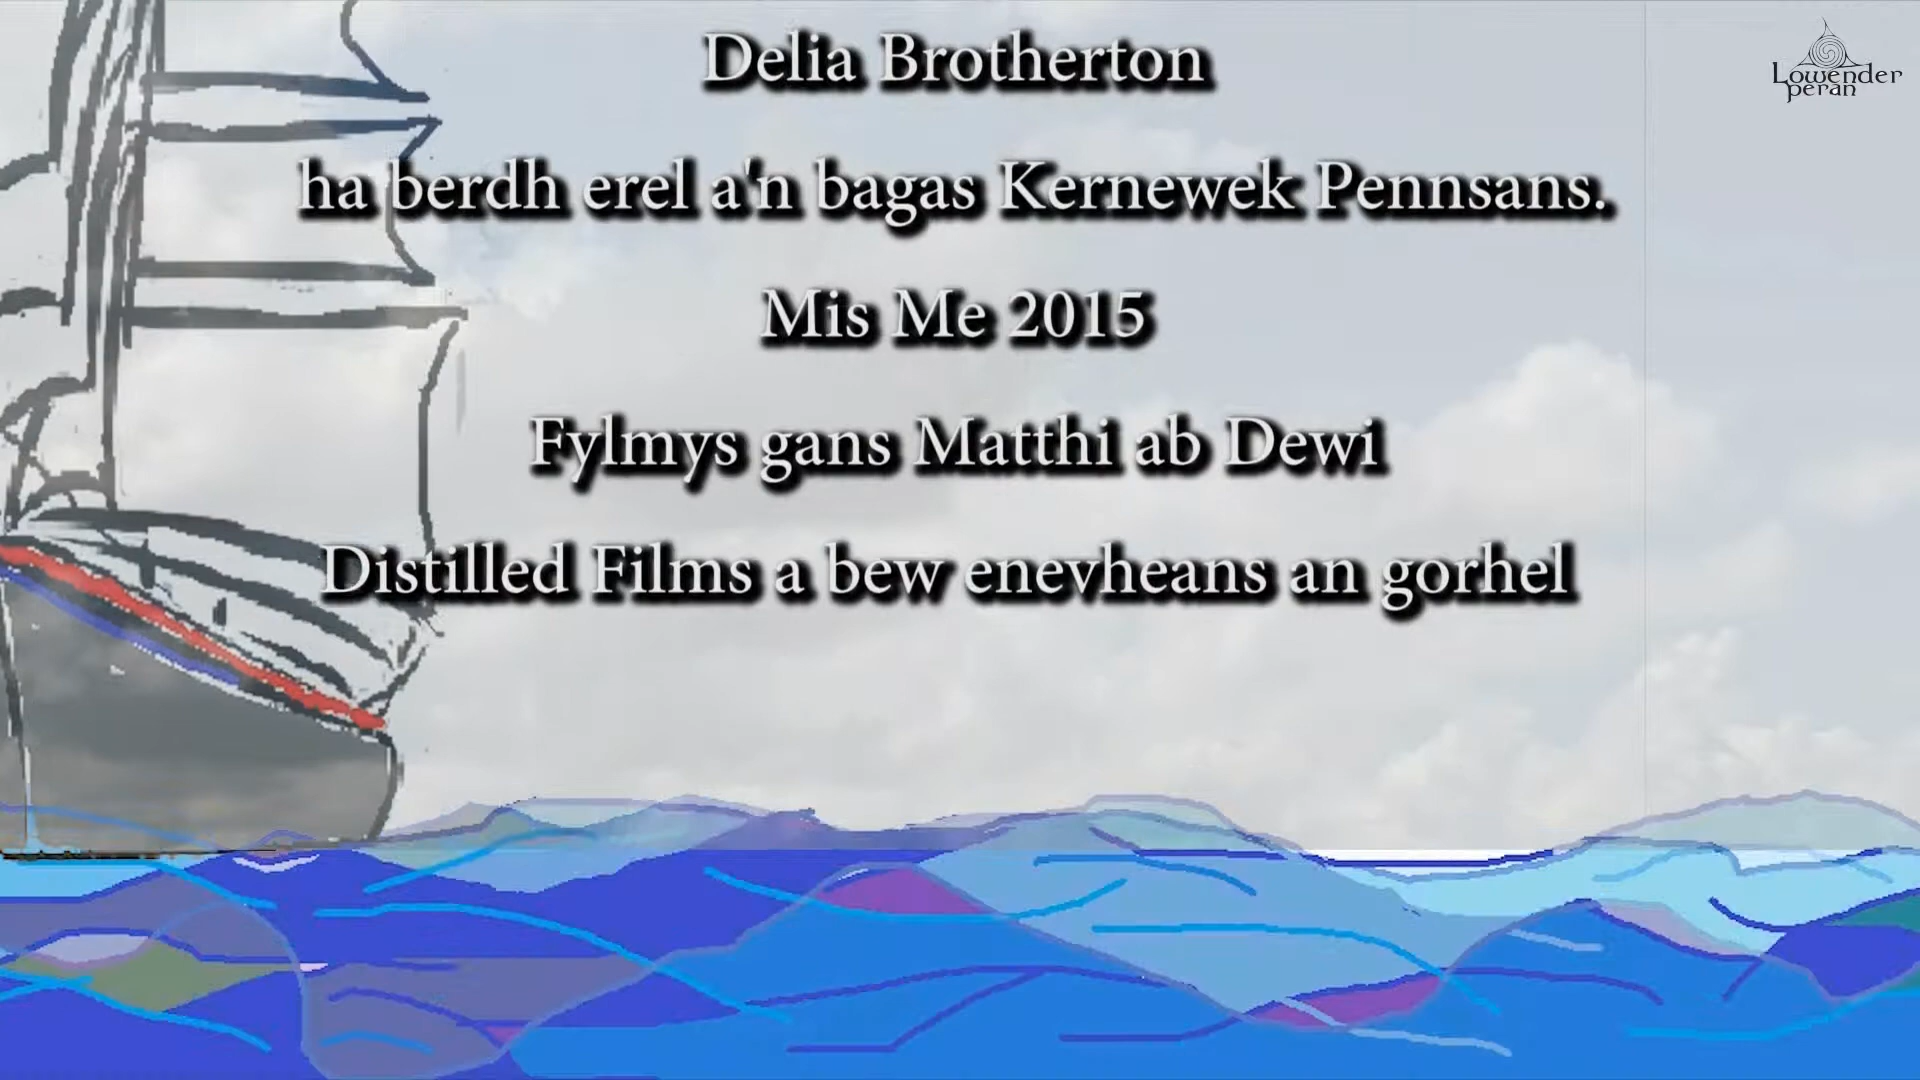 Delia Brotherton
Lowender
peran
ha berdh erel a'n bagas Kernewek Pennsans.
Mis Me 2015
Fylmys gans Matthi ab Dewi
Distilled Films a bew enevheans an gorhel